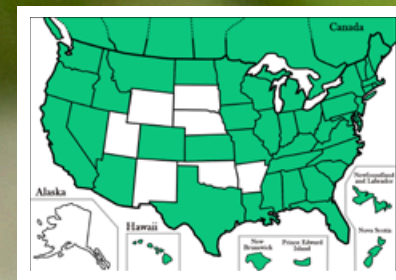 Canada
Alaska
Hawaii
New
Brunswick
Prince Edward
Island
Newfoundland
and Labrador
Nova Scotia